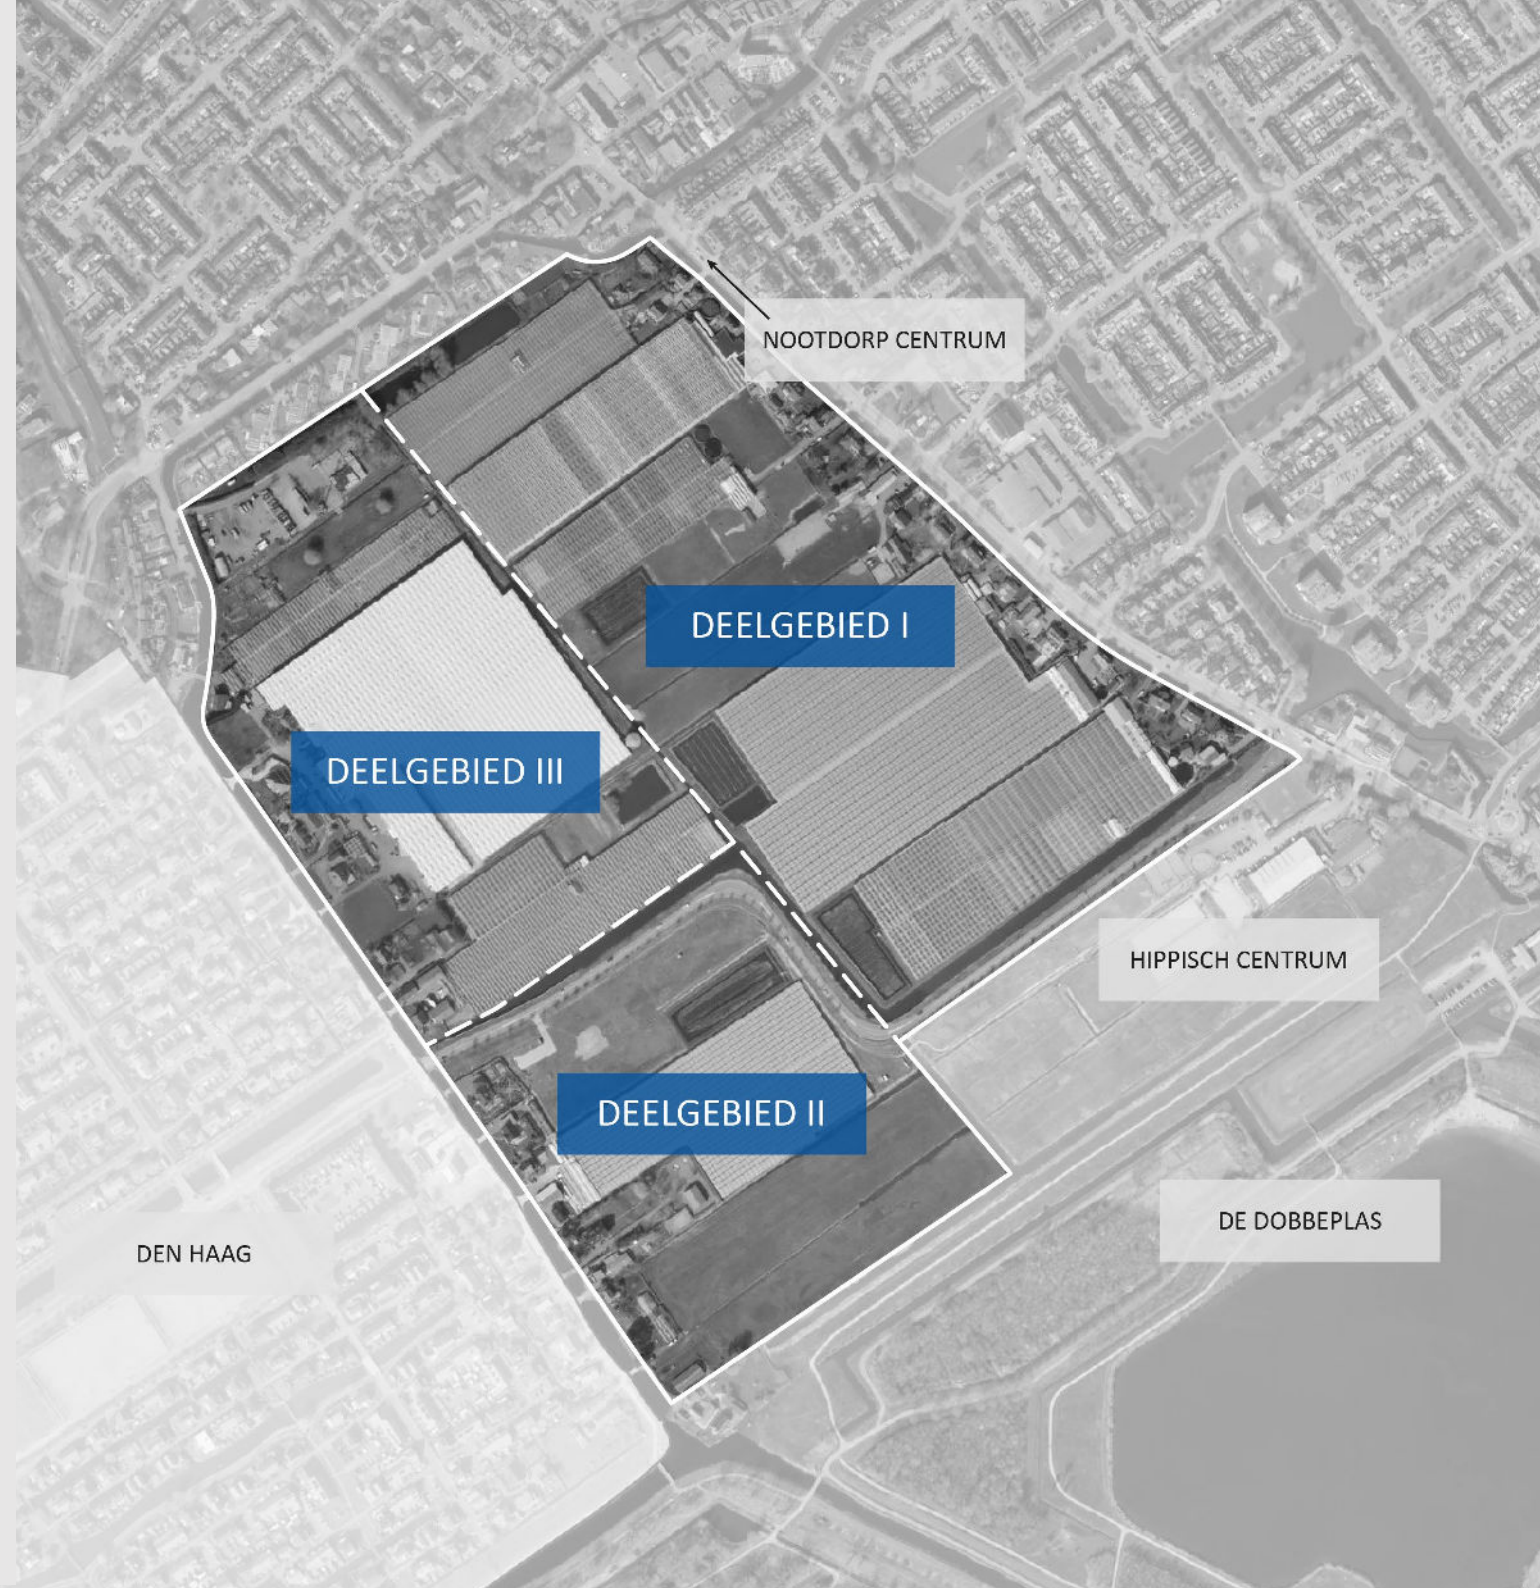 NOOTDORP CENTRUM
DEELGEBIED I
DEELGEBIED III
HIPPISCH CENTRUM
DEELGEBIED II
DE DOBBEPLAS
DEN HAAG